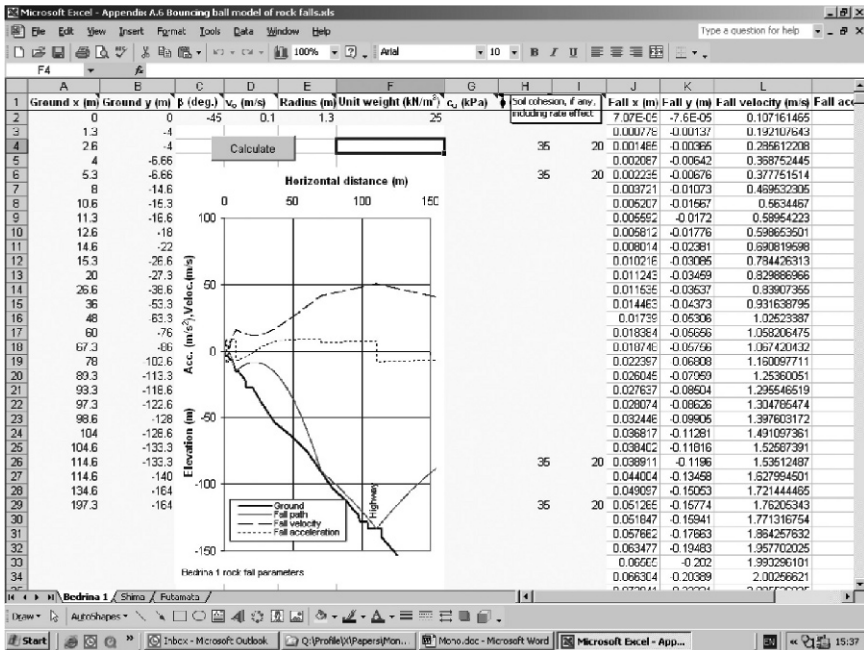 Microsoft Excel - Appendix A.6 Bouncing ball model of rock falls.xls
File Edit View Insert Format Tools Data Window Help Type a question for help
100% Arial 10 B I U
F4 fx
A B C D E F G H I J K L
1 Ground x (m) Ground y (m) β (deg.) v₀ (m/s) Radius (m) Unit weight (kN/m³) cᵤ (kPa) Soil cohesion, if any, including rate effect Fall x (m) Fall y (m) Fall velocity (m/s) Fall acc
2 0 0 -45 0.1 1.3 25 7.07E-05 -7.6E-05 0.107161465
3 1.3 -4 0.000778 -0.00137 0.192107643
4 2.6 -4 35 20 0.001485 -0.00365 0.285612208
5 4 -6.66 0.002087 -0.00642 0.368752445
6 5.3 -6.66 35 20 0.002235 -0.00676 0.377751514
7 8 -14.6 0.003721 -0.01073 0.469532305
8 10.6 -15.3 0.005207 -0.01567 0.5634467
9 11.3 -16.6 0.005592 -0.0172 0.58954223
10 12.6 -18 0.005812 -0.01776 0.598653501
11 14.6 -22 0.008014 -0.02381 0.690819598
12 15.3 -26.6 0.010216 -0.03085 0.784426313
13 20 -27.3 0.011243 -0.03459 0.829886966
14 26.6 -38.6 0.011535 -0.03537 0.83907355
15 36 -53.3 0.014463 -0.04373 0.931638795
16 48 -63.3 0.01739 -0.05306 1.02523387
17 60 -76 0.018384 -0.05656 1.058206475
18 67.3 -86 0.018748 -0.05756 1.067420432
19 78 -102.6 0.022397 -0.06808 1.160097711
20 89.3 -113.3 0.026045 -0.07959 1.25360051
21 93.3 -118.6 0.027637 -0.08504 1.295546519
22 97.3 -122.6 0.028074 -0.08626 1.304785474
23 98.6 -128 0.032446 -0.09905 1.397603172
24 104 -128.6 0.036817 -0.11281 1.491097361
25 104.6 -133.3 0.038402 -0.11816 1.52587391
26 114.6 -133.3 35 20 0.038911 -0.1196 1.53512487
27 114.6 -140 0.044004 -0.13458 1.627994501
28 134.6 -164 0.049097 -0.15053 1.721444465
29 197.3 -164 35 20 0.051265 -0.15774 1.76205343
30 0.051847 -0.15941 1.771316754
31 0.057662 -0.17663 1.864257632
32 0.063477 -0.19483 1.957702025
33 0.06565 -0.202 1.993296101
34 0.066304 -0.20389 2.00256621
Calculate
Horizontal distance (m)
0 50 100 150
100
50
0
-50
-100
-150
Acc. (m/s²), Veloc.(m/s)
Elevation (m)
Highway
Ground
Fall path
Fall velocity
Fall acceleration
Bedrina 1 rock fall parameters
Bedrina 1 / Shima / Futamata
Draw AutoShapes
Start Inbox - Microsoft Outlook Q:\Profile\X\Papers\Mon... Mono.doc - Microsoft Word Microsoft Excel - App... EN 15:37